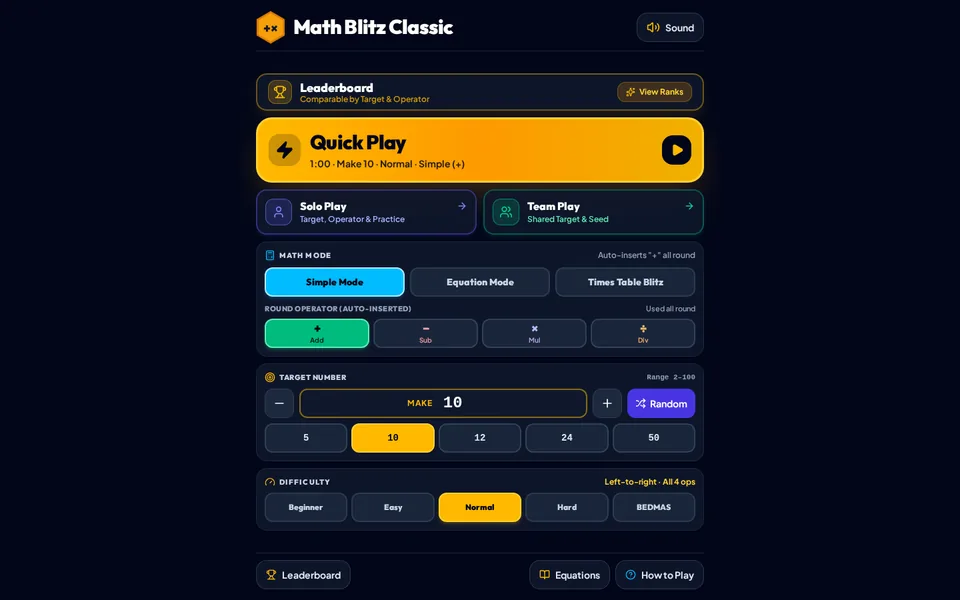 +×
Math Blitz Classic
Sound
Leaderboard
Comparable by Target & Operator
View Ranks
Quick Play
1:00 · Make 10 · Normal · Simple (+)
Solo Play
Target, Operator & Practice
Team Play
Shared Target & Seed
MATH MODE
Auto-inserts "+" all round
Simple Mode
Equation Mode
Times Table Blitz
ROUND OPERATOR (AUTO-INSERTED)
Used all round
+
Add
−
Sub
×
Mul
÷
Div
TARGET NUMBER
Range 2–100
−
MAKE 10
+
Random
5
10
12
24
50
DIFFICULTY
Left-to-right · All 4 ops
Beginner
Easy
Normal
Hard
BEDMAS
Leaderboard
Equations
How to Play